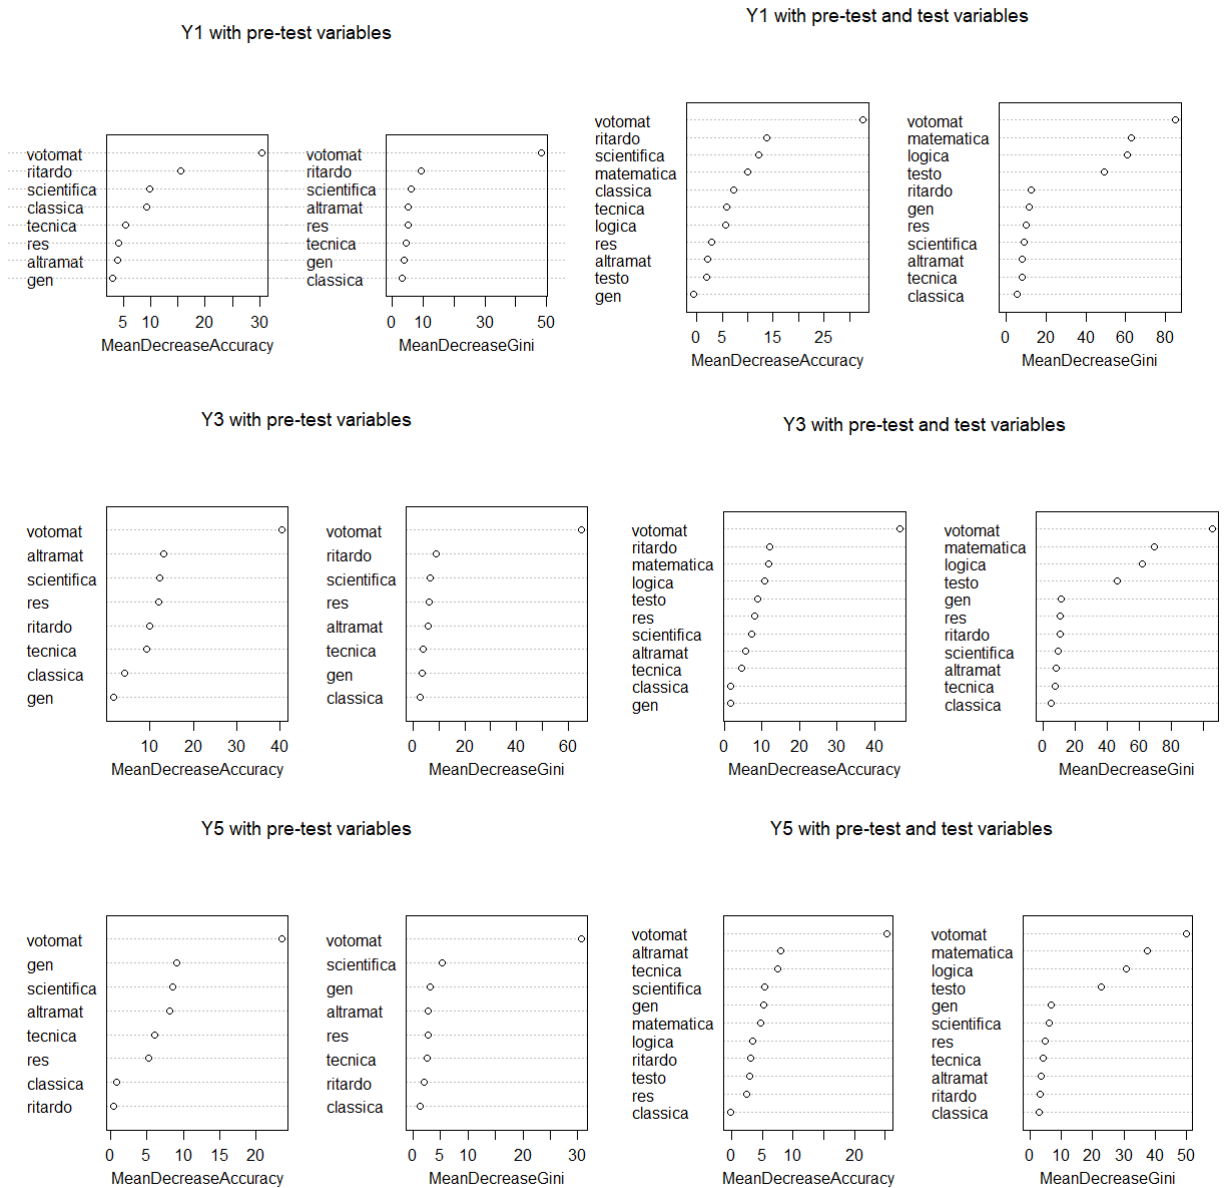 Y1 with pre-test variables
votomat
ritardo
scientifica
classica
tecnica
res
altramat
gen
5 10 20 30
MeanDecreaseAccuracy
votomat
ritardo
scientifica
altramat
res
tecnica
gen
classica
0 10 30 50
MeanDecreaseGini
Y1 with pre-test and test variables
votomat
ritardo
scientifica
matematica
classica
tecnica
logica
res
altramat
testo
gen
0 5 15 25
MeanDecreaseAccuracy
votomat
matematica
logica
testo
ritardo
gen
res
scientifica
altramat
tecnica
classica
0 20 40 60 80
MeanDecreaseGini
Y3 with pre-test variables
votomat
altramat
scientifica
res
ritardo
tecnica
classica
gen
10 20 30 40
MeanDecreaseAccuracy
votomat
ritardo
scientifica
res
altramat
tecnica
gen
classica
0 20 40 60
MeanDecreaseGini
Y3 with pre-test and test variables
votomat
ritardo
matematica
logica
testo
res
scientifica
altramat
tecnica
classica
gen
0 10 20 40
MeanDecreaseAccuracy
votomat
matematica
logica
testo
gen
res
ritardo
scientifica
altramat
tecnica
classica
0 20 40 60
MeanDecreaseGini
Y5 with pre-test variables
votomat
gen
scientifica
altramat
tecnica
res
classica
ritardo
0 5 10 20
MeanDecreaseAccuracy
votomat
scientifica
gen
altramat
res
tecnica
ritardo
classica
0 5 15 30
MeanDecreaseGini
Y5 with pre-test and test variables
votomat
altramat
tecnica
scientifica
gen
matematica
logica
ritardo
testo
res
classica
0 5 10 20
MeanDecreaseAccuracy
votomat
matematica
logica
testo
gen
scientifica
res
tecnica
altramat
ritardo
classica
0 10 20 30 40 50
MeanDecreaseGini